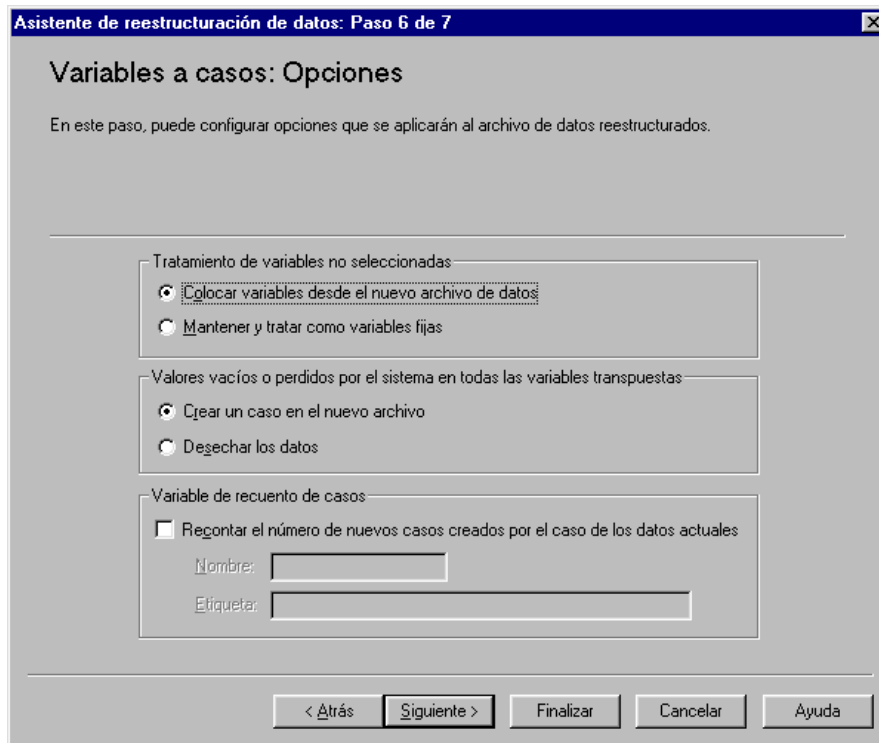 Asistente de reestructuración de datos: Paso 6 de 7
Variables a casos: Opciones
En este paso, puede configurar opciones que se aplicarán al archivo de datos reestructurados.
Tratamiento de variables no seleccionadas
Colocar variables desde el nuevo archivo de datos
Mantener y tratar como variables fijas
Valores vacíos o perdidos por el sistema en todas las variables transpuestas
Crear un caso en el nuevo archivo
Desechar los datos
Variable de recuento de casos
Recontar el número de nuevos casos creados por el caso de los datos actuales
Nombre:
Etiqueta:
< Atrás Siguiente > Finalizar Cancelar Ayuda